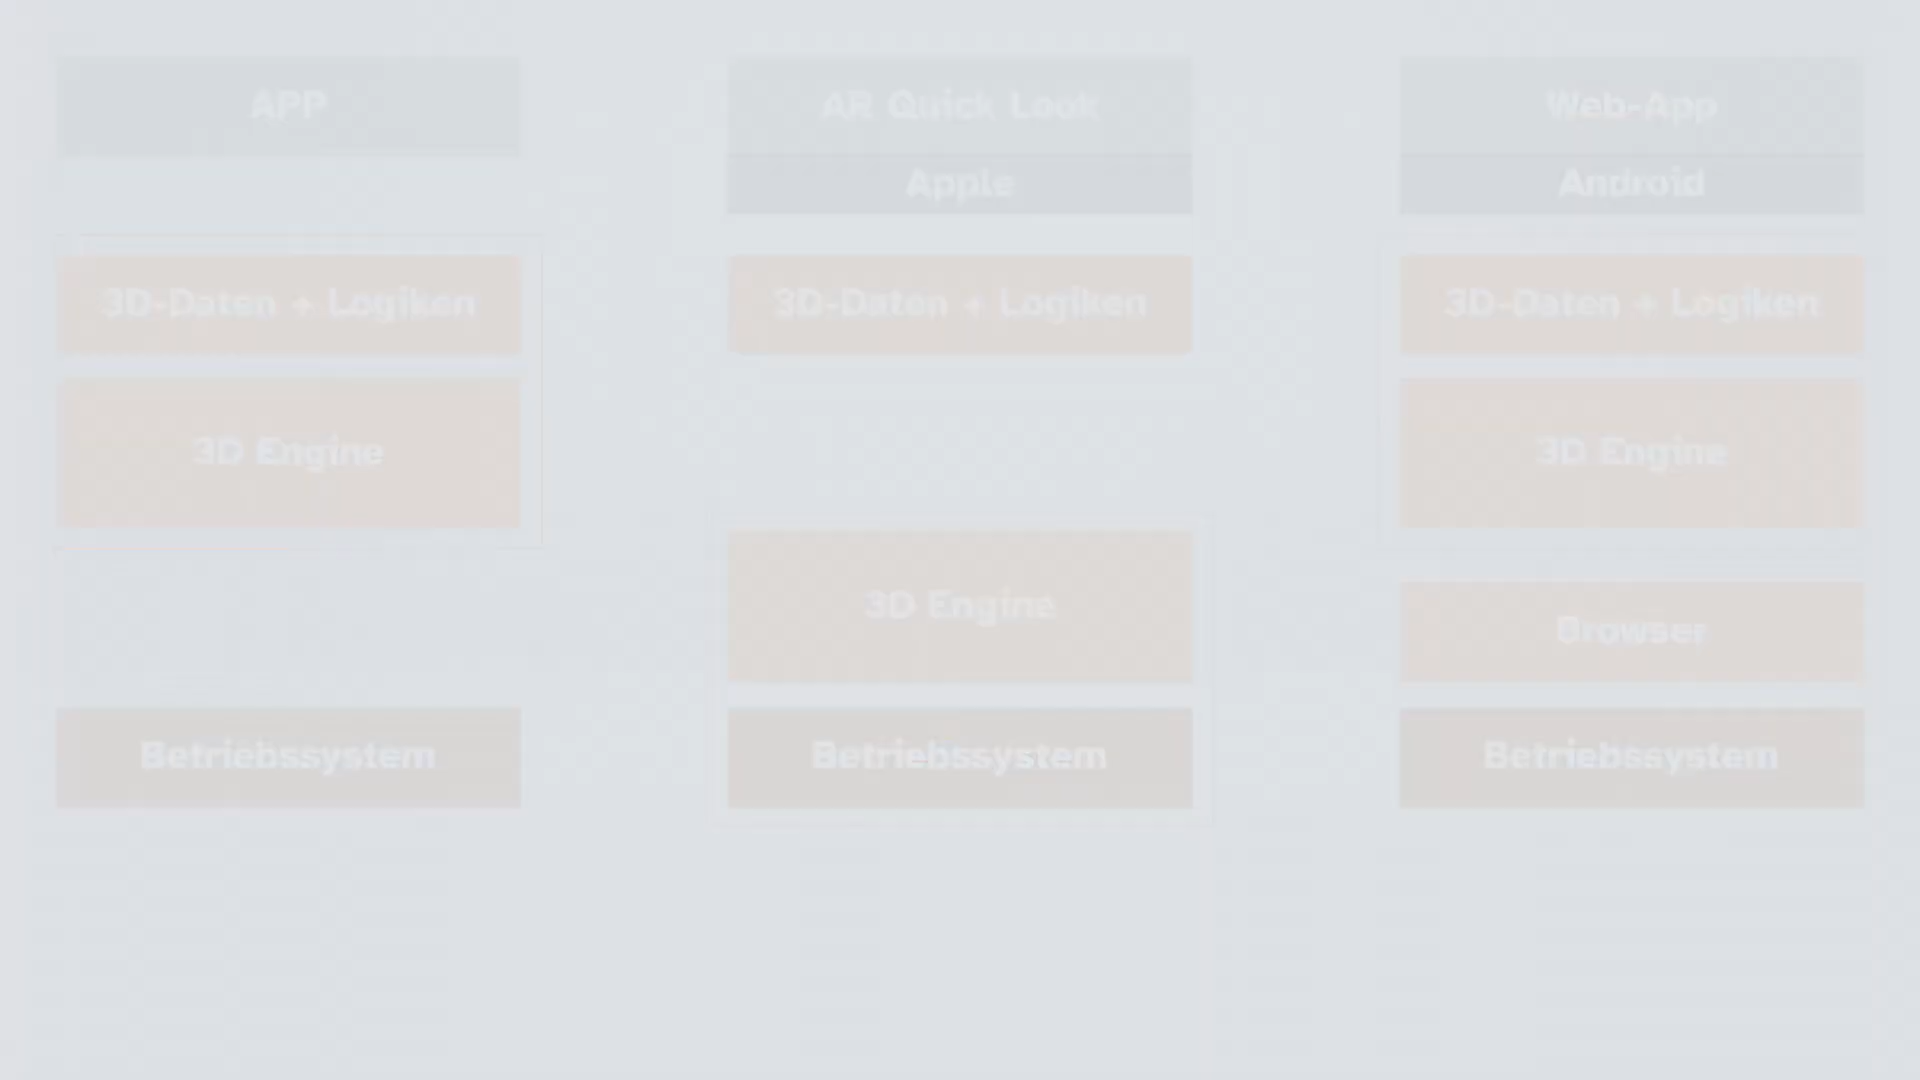 APP
3D-Daten + Logiken
3D Engine
Betriebssystem
AR Quick Look
Apple
3D-Daten + Logiken
3D Engine
Betriebssystem
Web-App
Android
3D-Daten + Logiken
3D Engine
Browser
Betriebssystem